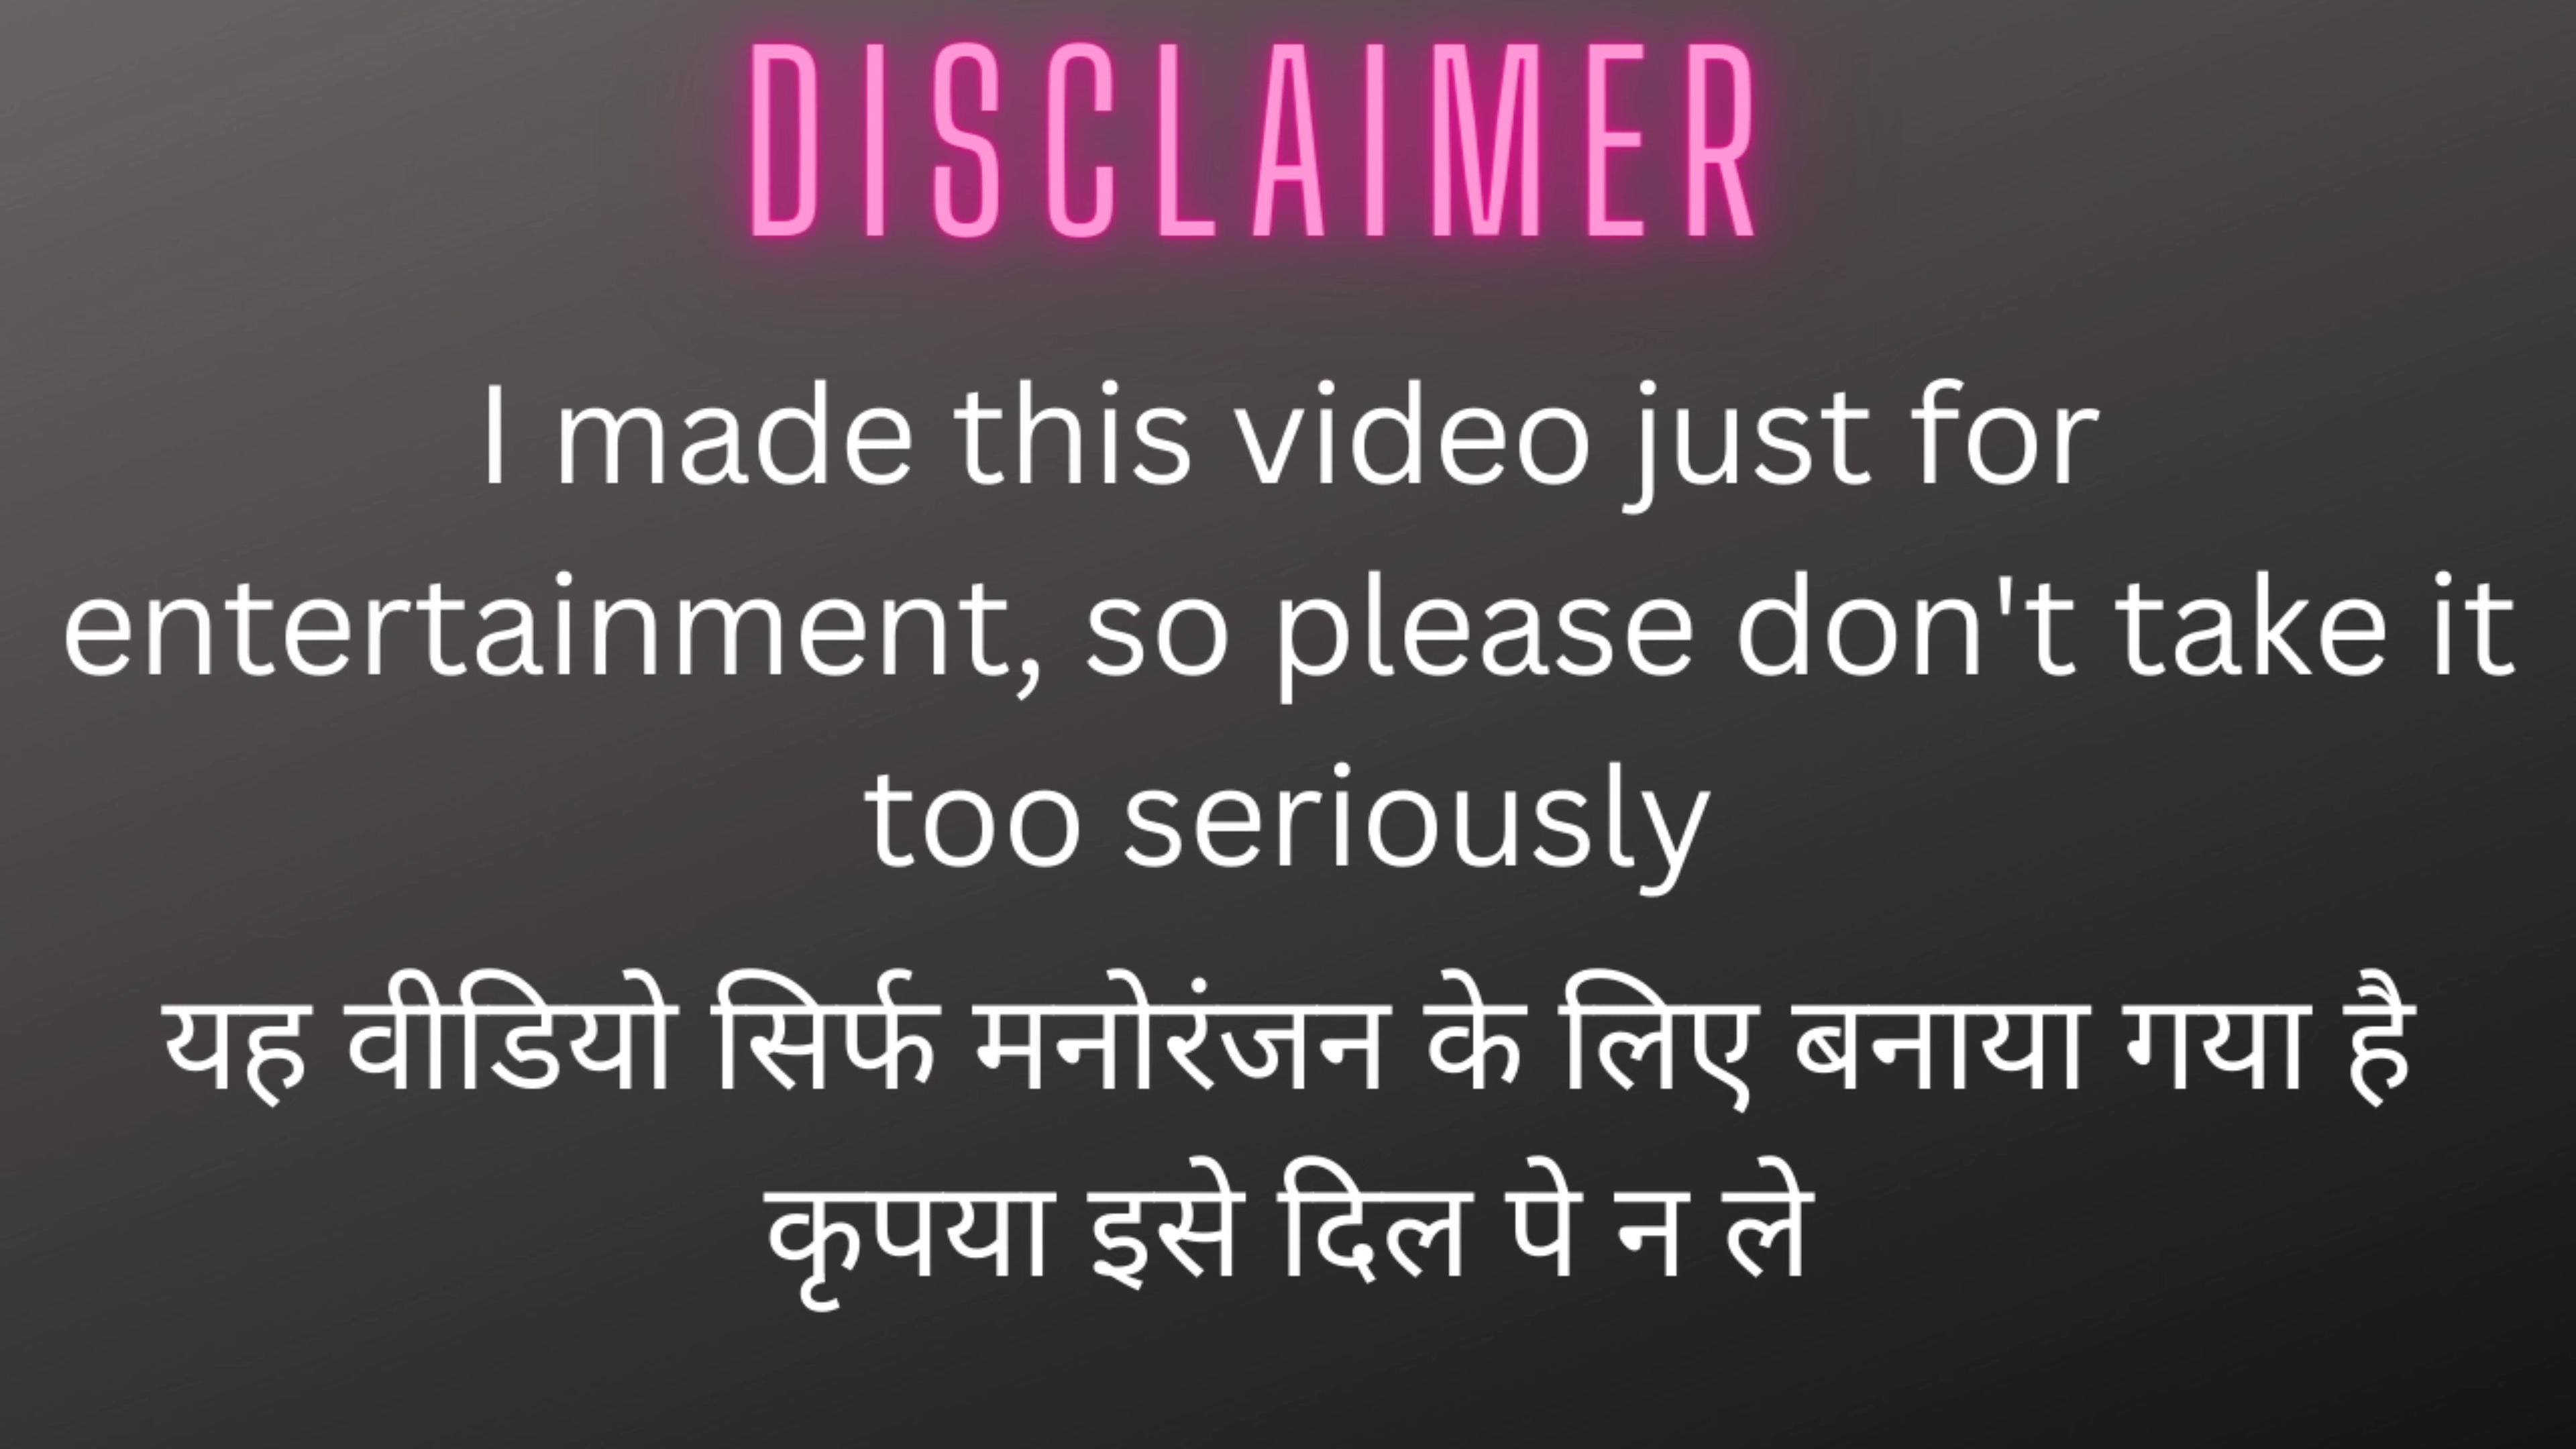 DISCLAIMER
I made this video just for
entertainment, so please don't take it
too seriously
यह वीडियो सिर्फ मनोरंजन के लिए बनाया गया है
कृपया इसे दिल पे न ले